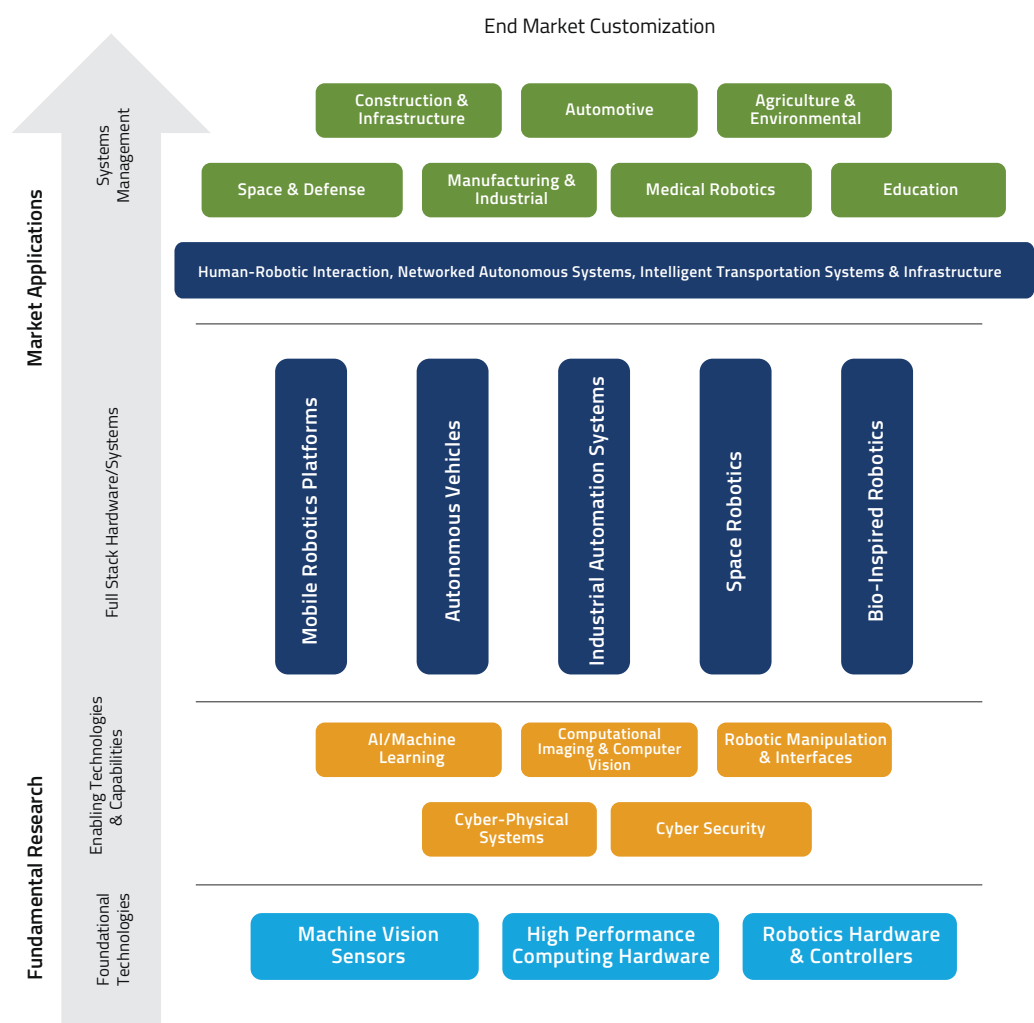 End Market Customization
Construction &
Infrastructure
Automotive
Agriculture &
Environmental
Space & Defense
Manufacturing &
Industrial
Medical Robotics
Education
Human-Robotic Interaction, Networked Autonomous Systems, Intelligent Transportation Systems & Infrastructure
Market Applications
Systems
Management
Full Stack Hardware/Systems
Mobile Robotics Platforms
Autonomous Vehicles
Industrial Automation Systems
Space Robotics
Bio-Inspired Robotics
Fundamental Research
Enabling Technologies
& Capabilities
AI/Machine
Learning
Computational
Imaging & Computer
Vision
Robotic Manipulation
& Interfaces
Cyber-Physical
Systems
Cyber Security
Foundational
Technologies
Machine Vision
Sensors
High Performance
Computing Hardware
Robotics Hardware
& Controllers